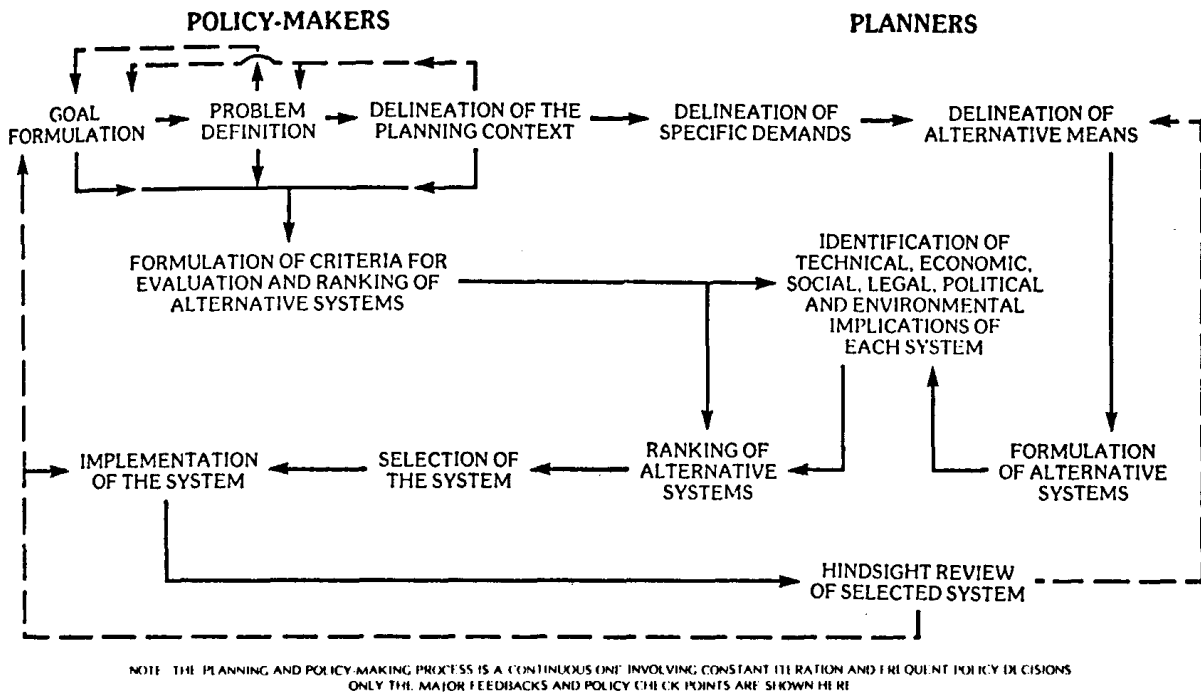 POLICY-MAKERS
PLANNERS
GOAL
FORMULATION
PROBLEM
DEFINITION
DELINEATION OF THE
PLANNING CONTEXT
DELINEATION OF
SPECIFIC DEMANDS
DELINEATION OF
ALTERNATIVE MEANS
FORMULATION OF CRITERIA FOR
EVALUATION AND RANKING OF
ALTERNATIVE SYSTEMS
IDENTIFICATION OF
TECHNICAL, ECONOMIC,
SOCIAL, LEGAL, POLITICAL
AND ENVIRONMENTAL
IMPLICATIONS OF
EACH SYSTEM
IMPLEMENTATION
OF THE SYSTEM
SELECTION OF
THE SYSTEM
RANKING OF
ALTERNATIVE
SYSTEMS
FORMULATION
OF ALTERNATIVE
SYSTEMS
HINDSIGHT REVIEW
OF SELECTED SYSTEM
NOTE THE PLANNING AND POLICY-MAKING PROCESS IS A CONTINUOUS ONE INVOLVING CONSTANT ITERATION AND FREQUENT POLICY DECISIONS
ONLY THE MAJOR FEEDBACKS AND POLICY CHECK POINTS ARE SHOWN HERE